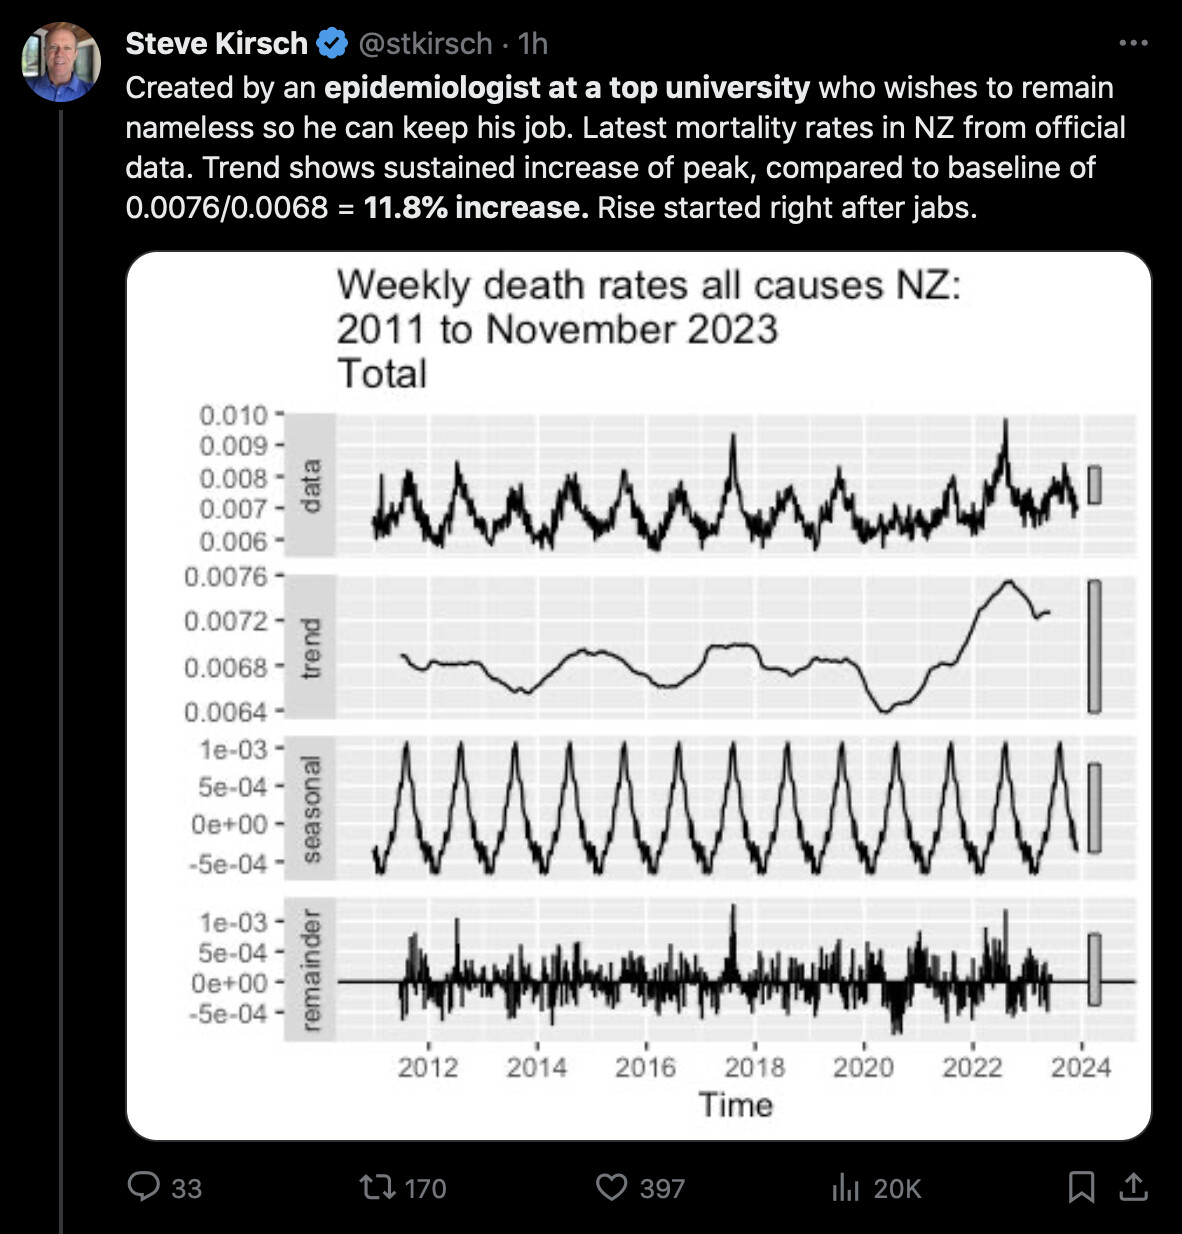 Steve Kirsch @stkirsch · 1h
Created by an epidemiologist at a top university who wishes to remain
nameless so he can keep his job. Latest mortality rates in NZ from official
data. Trend shows sustained increase of peak, compared to baseline of
0.0076/0.0068 = 11.8% increase. Rise started right after jabs.
Weekly death rates all causes NZ:
2011 to November 2023
Total
0.010
0.009
0.008
0.007
0.006
data
0.0076
0.0072
0.0068
0.0064
trend
1e-03
5e-04
0e+00
-5e-04
seasonal
1e-03
5e-04
0e+00
-5e-04
remainder
2012 2014 2016 2018 2020 2022 2024
Time
33 170 397 20K